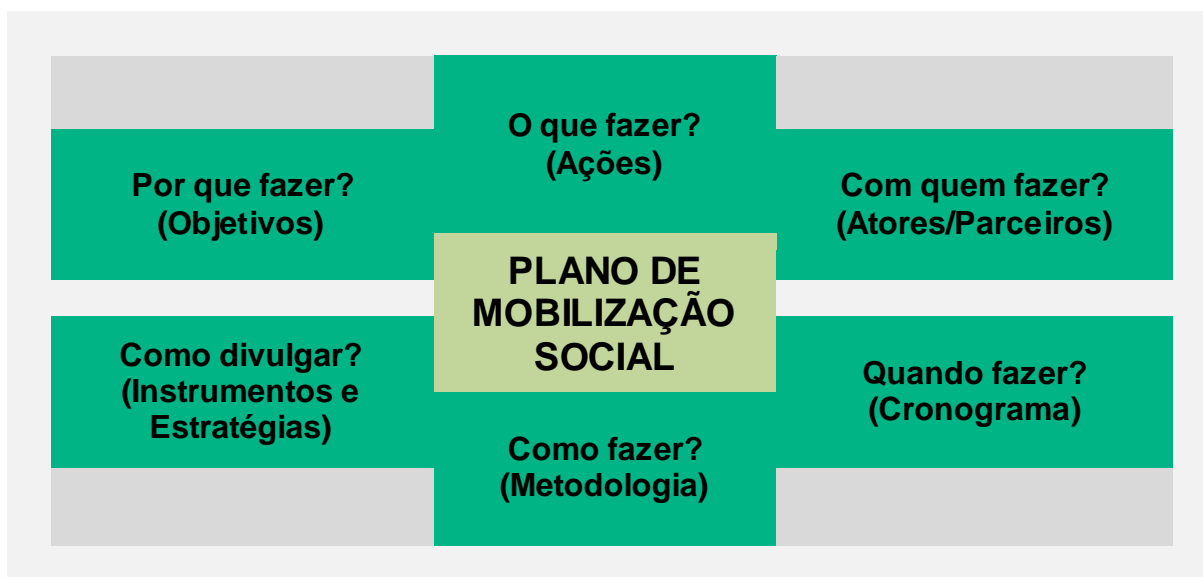 O que fazer?
(Ações)
Por que fazer?
(Objetivos)
Com quem fazer?
(Atores/Parceiros)
PLANO DE
MOBILIZAÇÃO
SOCIAL
Como divulgar?
(Instrumentos e
Estratégias)
Quando fazer?
(Cronograma)
Como fazer?
(Metodologia)